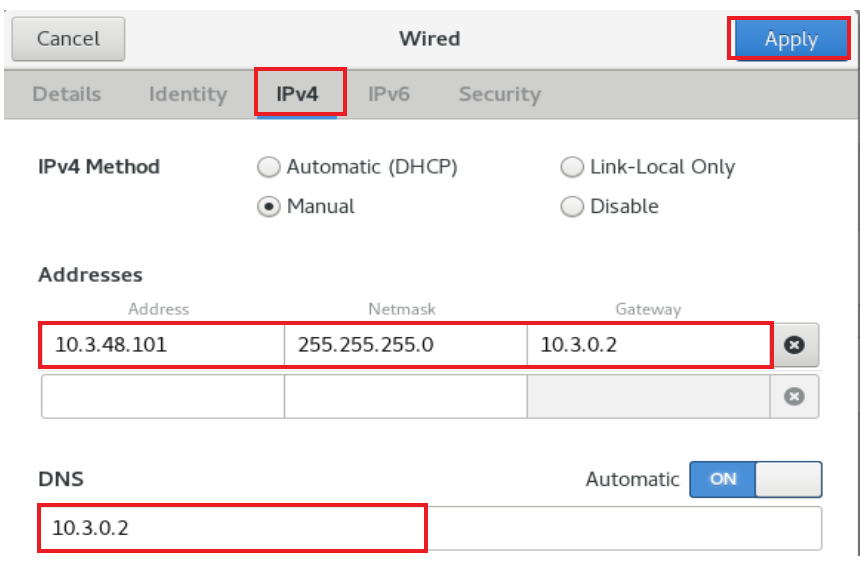 Cancel Wired Apply
Details Identity IPv4 IPv6 Security
IPv4 Method Automatic (DHCP) Link-Local Only
Manual Disable
Addresses
Address Netmask Gateway
10.3.48.101 255.255.255.0 10.3.0.2
DNS Automatic ON
10.3.0.2